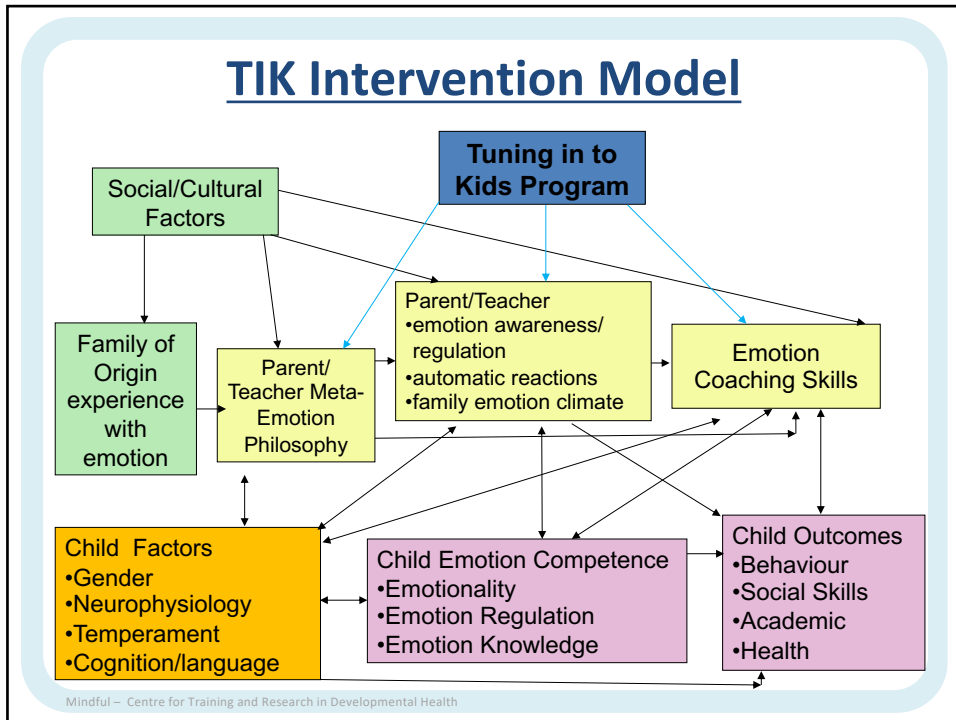 TIK Intervention Model
Tuning in to
Kids Program
Social/Cultural
Factors
Family of
Origin
experience
with
emotion
Parent/
Teacher Meta-
Emotion
Philosophy
Parent/Teacher
•emotion awareness/
regulation
•automatic reactions
•family emotion climate
Emotion
Coaching Skills
Child  Factors
•Gender
•Neurophysiology
•Temperament
•Cognition/language
Child Emotion Competence
•Emotionality
•Emotion Regulation
•Emotion Knowledge
Child Outcomes
•Behaviour
•Social Skills
•Academic
•Health
Mindful – Centre for Training and Research in Developmental Health